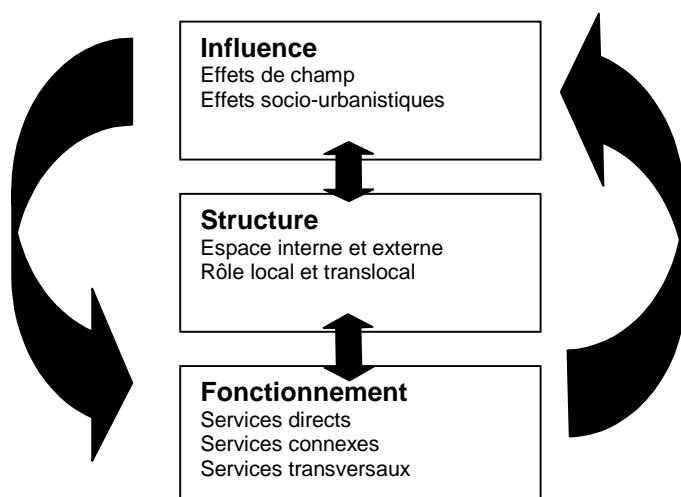 Influence
Effets de champ
Effets socio-urbanistiques
Structure
Espace interne et externe
Rôle local et translocal
Fonctionnement
Services directs
Services connexes
Services transversaux